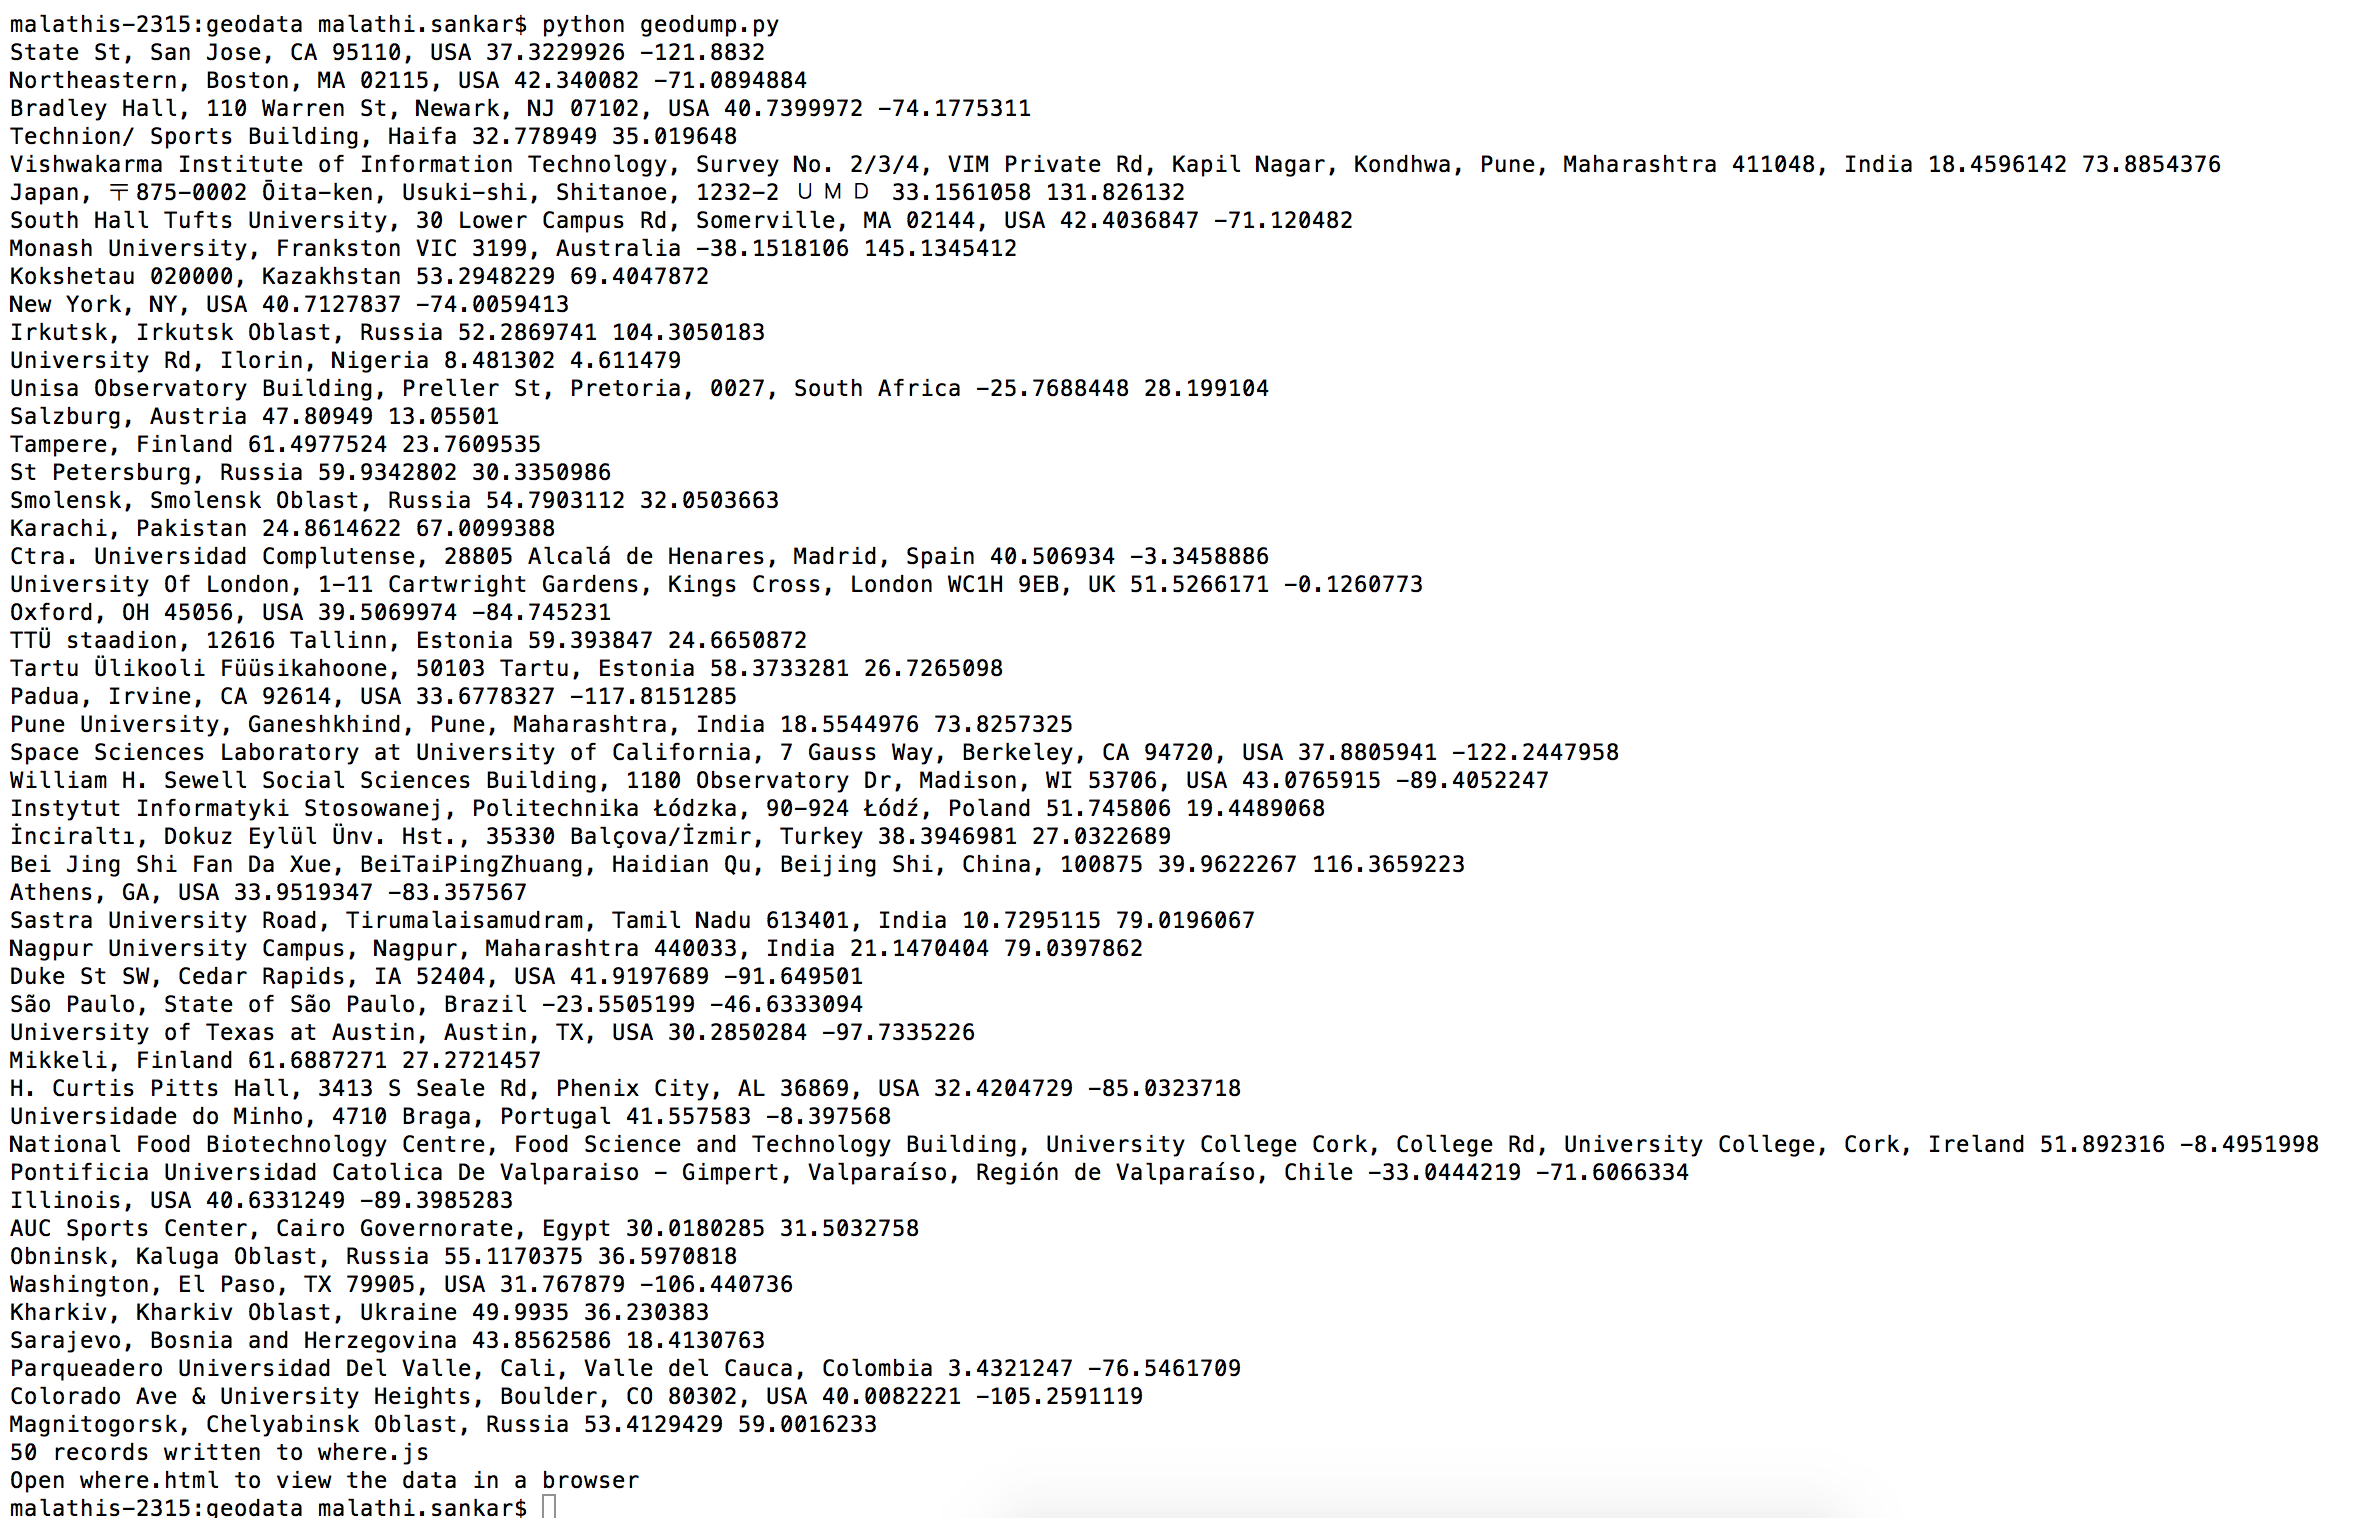 malathis-2315:geodata malathi.sankar$ python geodump.py
State St, San Jose, CA 95110, USA 37.3229926 -121.8832
Northeastern, Boston, MA 02115, USA 42.340082 -71.0894884
Bradley Hall, 110 Warren St, Newark, NJ 07102, USA 40.7399972 -74.1775311
Technion/ Sports Building, Haifa 32.778949 35.019648
Vishwakarma Institute of Information Technology, Survey No. 2/3/4, VIM Private Rd, Kapil Nagar, Kondhwa, Pune, Maharashtra 411048, India 18.4596142 73.8854376
Japan, 〒875-0002 Ōita-ken, Usuki-shi, Shitanoe, 1232-2 ＵＭＤ 33.1561058 131.826132
South Hall Tufts University, 30 Lower Campus Rd, Somerville, MA 02144, USA 42.4036847 -71.120482
Monash University, Frankston VIC 3199, Australia -38.1518106 145.1345412
Kokshetau 020000, Kazakhstan 53.2948229 69.4047872
New York, NY, USA 40.7127837 -74.0059413
Irkutsk, Irkutsk Oblast, Russia 52.2869741 104.3050183
University Rd, Ilorin, Nigeria 8.481302 4.611479
Unisa Observatory Building, Preller St, Pretoria, 0027, South Africa -25.7688448 28.199104
Salzburg, Austria 47.80949 13.05501
Tampere, Finland 61.4977524 23.7609535
St Petersburg, Russia 59.9342802 30.3350986
Smolensk, Smolensk Oblast, Russia 54.7903112 32.0503663
Karachi, Pakistan 24.8614622 67.0099388
Ctra. Universidad Complutense, 28805 Alcalá de Henares, Madrid, Spain 40.506934 -3.3458886
University Of London, 1-11 Cartwright Gardens, Kings Cross, London WC1H 9EB, UK 51.5266171 -0.1260773
Oxford, OH 45056, USA 39.5069974 -84.745231
TTÜ staadion, 12616 Tallinn, Estonia 59.393847 24.6650872
Tartu Ülikooli Füüsikahoone, 50103 Tartu, Estonia 58.3733281 26.7265098
Padua, Irvine, CA 92614, USA 33.6778327 -117.8151285
Pune University, Ganeshkhind, Pune, Maharashtra, India 18.5544976 73.8257325
Space Sciences Laboratory at University of California, 7 Gauss Way, Berkeley, CA 94720, USA 37.8805941 -122.2447958
William H. Sewell Social Sciences Building, 1180 Observatory Dr, Madison, WI 53706, USA 43.0765915 -89.4052247
Instytut Informatyki Stosowanej, Politechnika Łódzka, 90-924 Łódź, Poland 51.745806 19.4489068
İnciraltı, Dokuz Eylül Ünv. Hst., 35330 Balçova/İzmir, Turkey 38.3946981 27.0322689
Bei Jing Shi Fan Da Xue, BeiTaiPingZhuang, Haidian Qu, Beijing Shi, China, 100875 39.9622267 116.3659223
Athens, GA, USA 33.9519347 -83.357567
Sastra University Road, Tirumalaisamudram, Tamil Nadu 613401, India 10.7295115 79.0196067
Nagpur University Campus, Nagpur, Maharashtra 440033, India 21.1470404 79.0397862
Duke St SW, Cedar Rapids, IA 52404, USA 41.9197689 -91.649501
São Paulo, State of São Paulo, Brazil -23.5505199 -46.6333094
University of Texas at Austin, Austin, TX, USA 30.2850284 -97.7335226
Mikkeli, Finland 61.6887271 27.2721457
H. Curtis Pitts Hall, 3413 S Seale Rd, Phenix City, AL 36869, USA 32.4204729 -85.0323718
Universidade do Minho, 4710 Braga, Portugal 41.557583 -8.397568
National Food Biotechnology Centre, Food Science and Technology Building, University College Cork, College Rd, University College, Cork, Ireland 51.892316 -8.4951998
Pontificia Universidad Catolica De Valparaiso - Gimpert, Valparaíso, Región de Valparaíso, Chile -33.0444219 -71.6066334
Illinois, USA 40.6331249 -89.3985283
AUC Sports Center, Cairo Governorate, Egypt 30.0180285 31.5032758
Obninsk, Kaluga Oblast, Russia 55.1170375 36.5970818
Washington, El Paso, TX 79905, USA 31.767879 -106.440736
Kharkiv, Kharkiv Oblast, Ukraine 49.9935 36.230383
Sarajevo, Bosnia and Herzegovina 43.8562586 18.4130763
Parqueadero Universidad Del Valle, Cali, Valle del Cauca, Colombia 3.4321247 -76.5461709
Colorado Ave & University Heights, Boulder, CO 80302, USA 40.0082221 -105.2591119
Magnitogorsk, Chelyabinsk Oblast, Russia 53.4129429 59.0016233
50 records written to where.js
Open where.html to view the data in a browser
malathis-2315:geodata malathi.sankar$